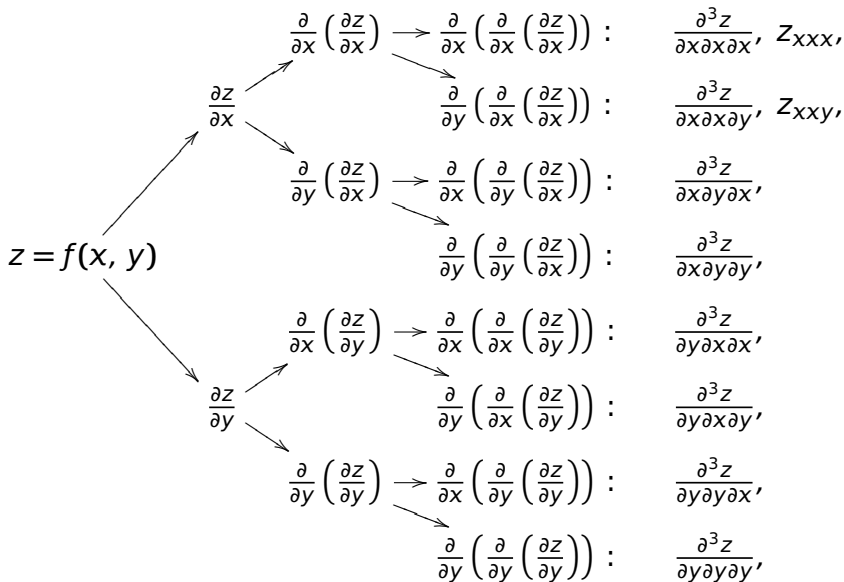 ∂/∂x (∂z/∂x) → ∂/∂x (∂/∂x (∂z/∂x)) : ∂³z/∂x∂x∂x, z_xxx,
∂z/∂x ∂/∂y (∂/∂x (∂z/∂x)) : ∂³z/∂x∂x∂y, z_xxy,
∂/∂y (∂z/∂x) → ∂/∂x (∂/∂y (∂z/∂x)) : ∂³z/∂x∂y∂x,
z = f(x, y) ∂/∂y (∂/∂y (∂z/∂x)) : ∂³z/∂x∂y∂y,
∂/∂x (∂z/∂y) → ∂/∂x (∂/∂x (∂z/∂y)) : ∂³z/∂y∂x∂x,
∂z/∂y ∂/∂y (∂/∂x (∂z/∂y)) : ∂³z/∂y∂x∂y,
∂/∂y (∂z/∂y) → ∂/∂x (∂/∂y (∂z/∂y)) : ∂³z/∂y∂y∂x,
∂/∂y (∂/∂y (∂z/∂y)) : ∂³z/∂y∂y∂y,